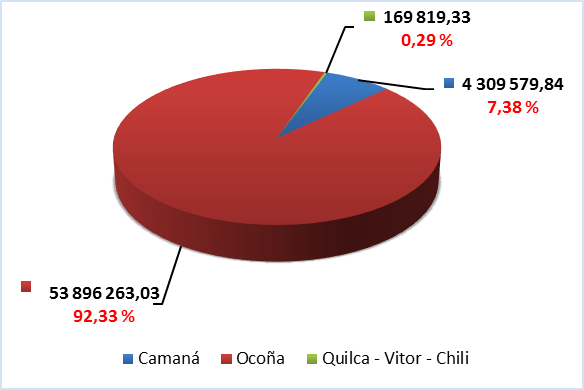 169 819,33
0,29 %
4 309 579,84
7,38 %
53 896 263,03
92,33 %
Camaná
Ocoña
Quilca - Vitor - Chili